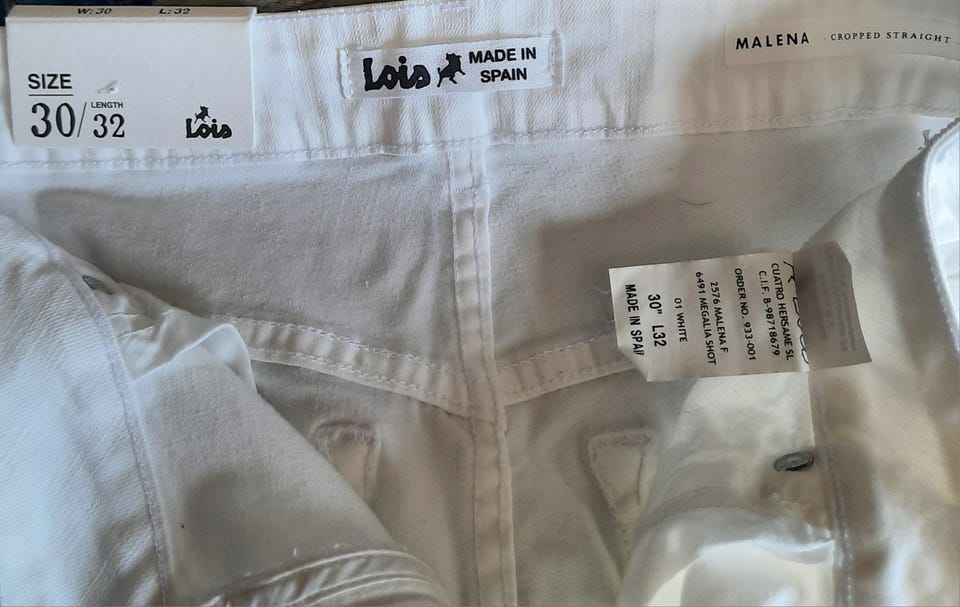 W:30 L:32
SIZE
30/
LENGTH
32
Lois
Lois
MADE IN
SPAIN
MALENA - CROPPED STRAIGHT -
CUATRO HERSAME SL
C.I.F. B-98718679
ORDER NO. 933-001
2576 MALENA F
6491 MEGALIA SHOT
01 WHITE
30" L32
MADE IN SPAI